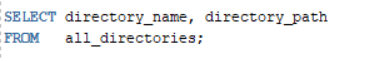 SELECT directory_name, directory_path
FROM   all_directories;